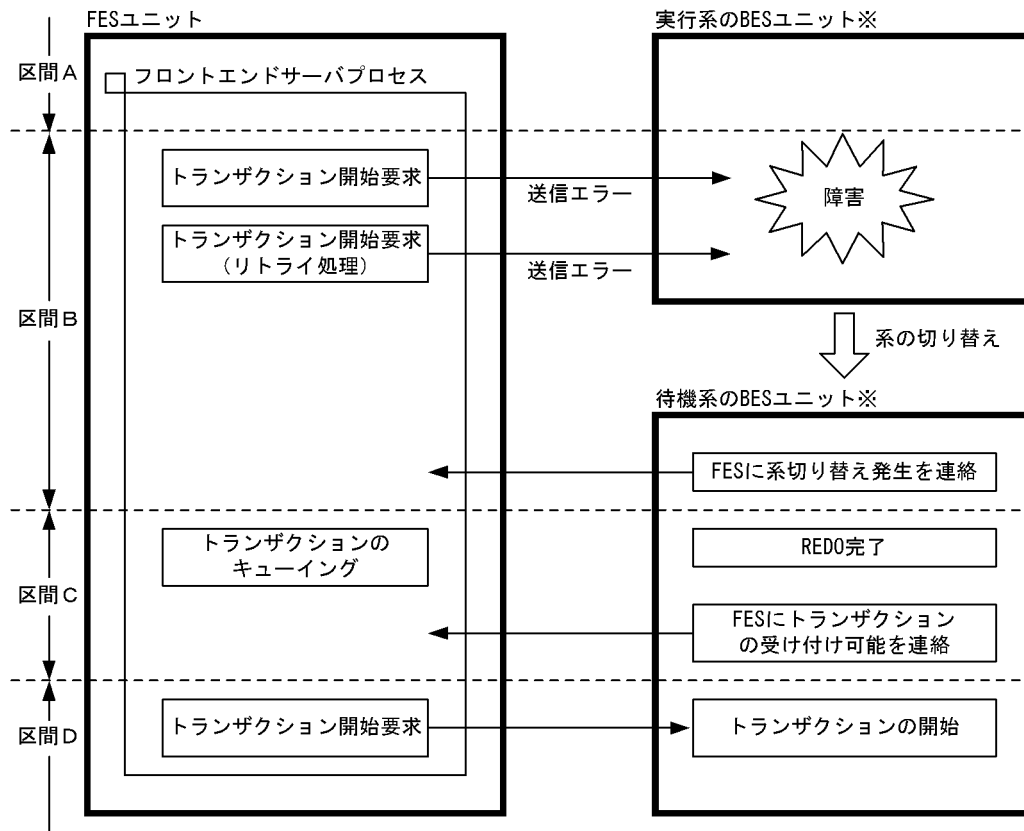 FESユニット
実行系のBESユニット※
区間A
フロントエンドサーバプロセス
トランザクション開始要求
送信エラー
障害
トランザクション開始要求
（リトライ処理）
送信エラー
区間B
系の切り替え
待機系のBESユニット※
FESに系切り替え発生を連絡
トランザクションの
キューイング
REDO完了
区間C
FESにトランザクション
の受け付け可能を連絡
区間D
トランザクション開始要求
トランザクションの開始